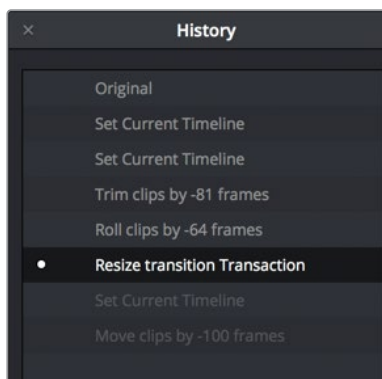 History
Original
Set Current Timeline
Set Current Timeline
Trim clips by -81 frames
Roll clips by -64 frames
Resize transition Transaction
Set Current Timeline
Move clips by -100 frames